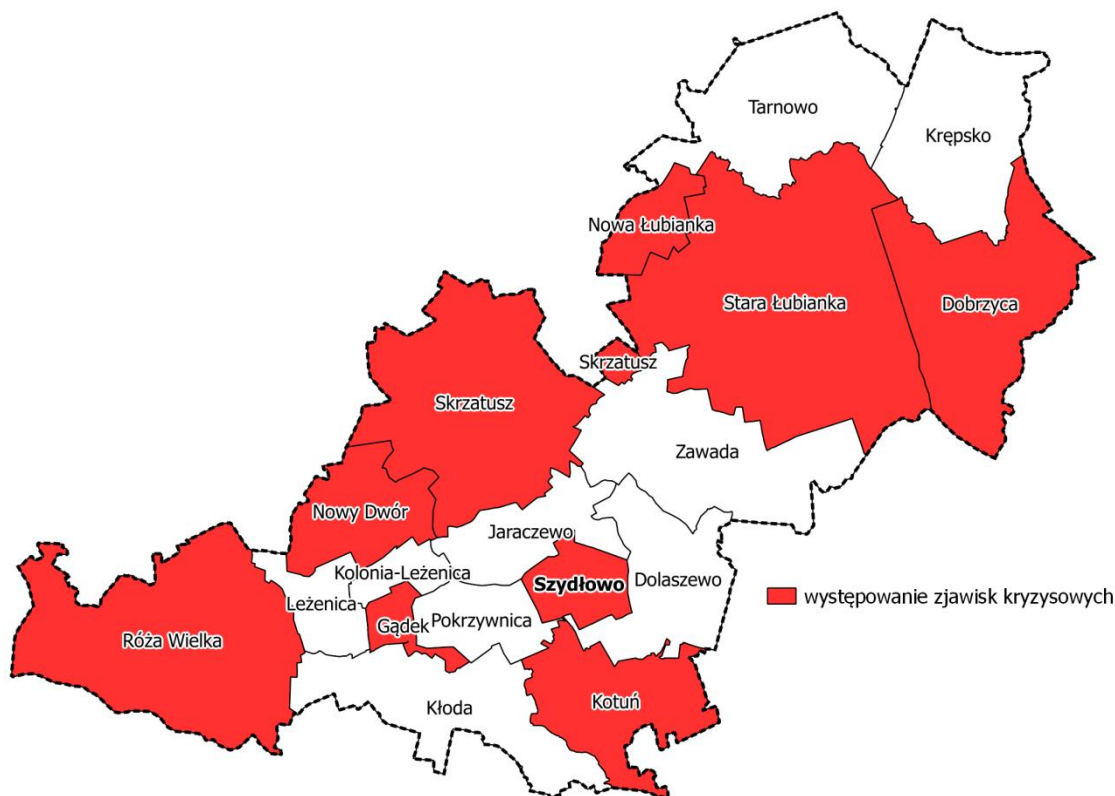 Tarnowo
Krępsko
Nowa Łubianka
Stara Łubianka
Dobrzyca
Skrzatusz
Skrzatusz
Zawada
Nowy Dwór
Jaraczewo
Kolonia-Leżenica
Szydłowo
Dolaszewo
Leżenica
Gądek
Pokrzywnica
Róża Wielka
Kłoda
Kotuń
występowanie zjawisk kryzysowych